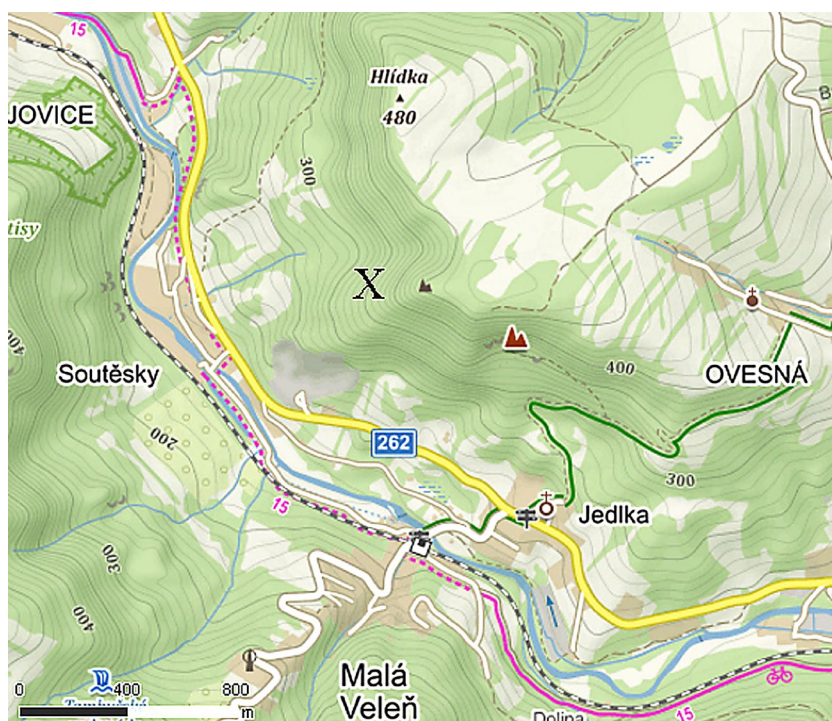 15
Hlídka
480
JOVICE
300
tisy
X
400
Soutěsky
400
OVESNÁ
200
262
300
15
Jedlka
300
400
Malá
Veleň
0 400 800
m
Dolina
15